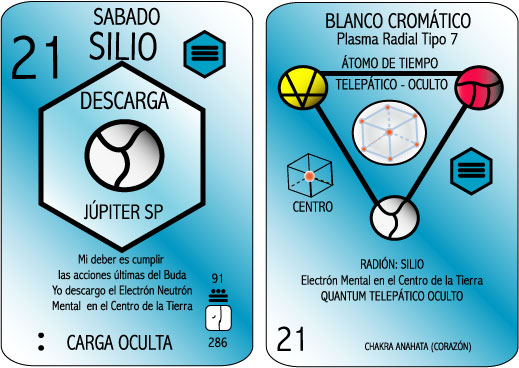 21
SABADO
SILIO
DESCARGA
JÚPITER SP
Mi deber es cumplir
las acciones últimas del Buda
Yo descargo el Electrón Neutrón
Mental en el Centro de la Tierra
91
286
: CARGA OCULTA
BLANCO CROMÁTICO
Plasma Radial Tipo 7
ÁTOMO DE TIEMPO
TELEPÁTICO - OCULTO
CENTRO
RADIÓN: SILIO
Electrón Mental en el Centro de la Tierra
QUANTUM TELEPÁTICO OCULTO
21
CHAKRA ANAHATA (CORAZÓN)